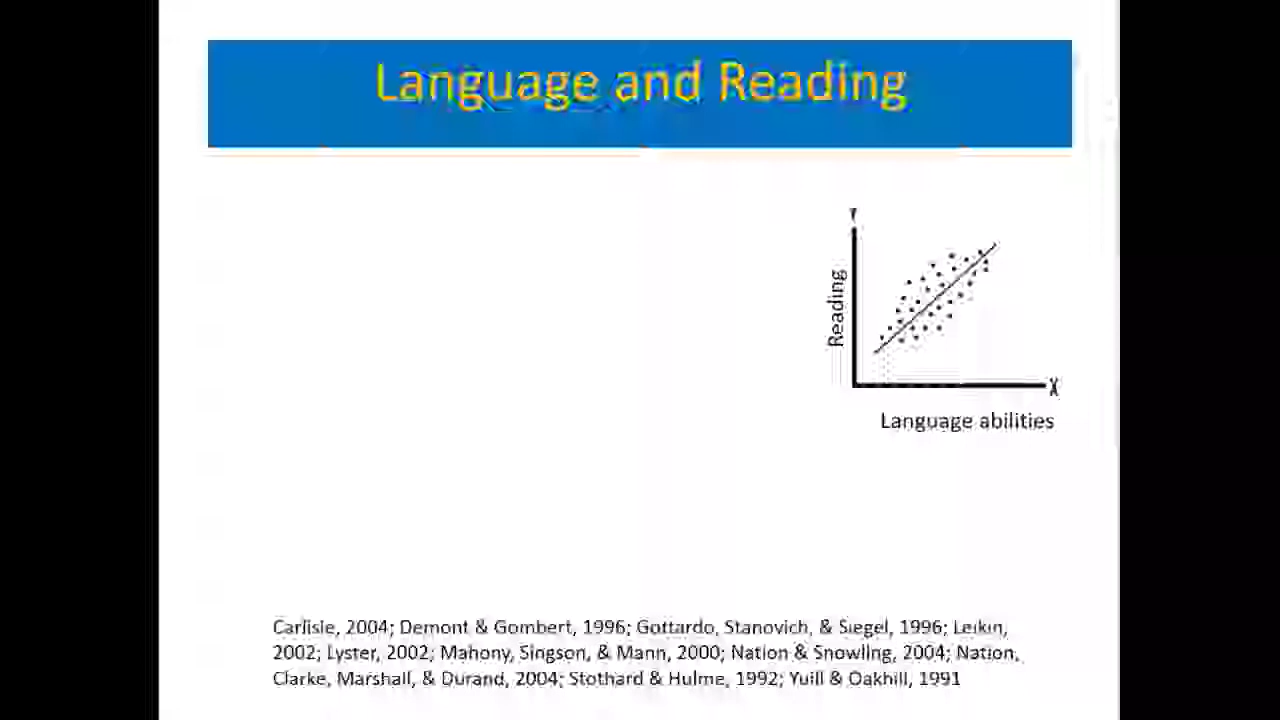 Language and Reading
Y
Reading
X
Language abilities
Carlisle, 2004; Demont & Gombert, 1996; Gottardo, Stanovich, & Siegel, 1996; Leikin,
2002; Lyster, 2002; Mahony, Singson, & Mann, 2000; Nation & Snowling, 2004; Nation,
Clarke, Marshall, & Durand, 2004; Stothard & Hulme, 1992; Yuill & Oakhill, 1991